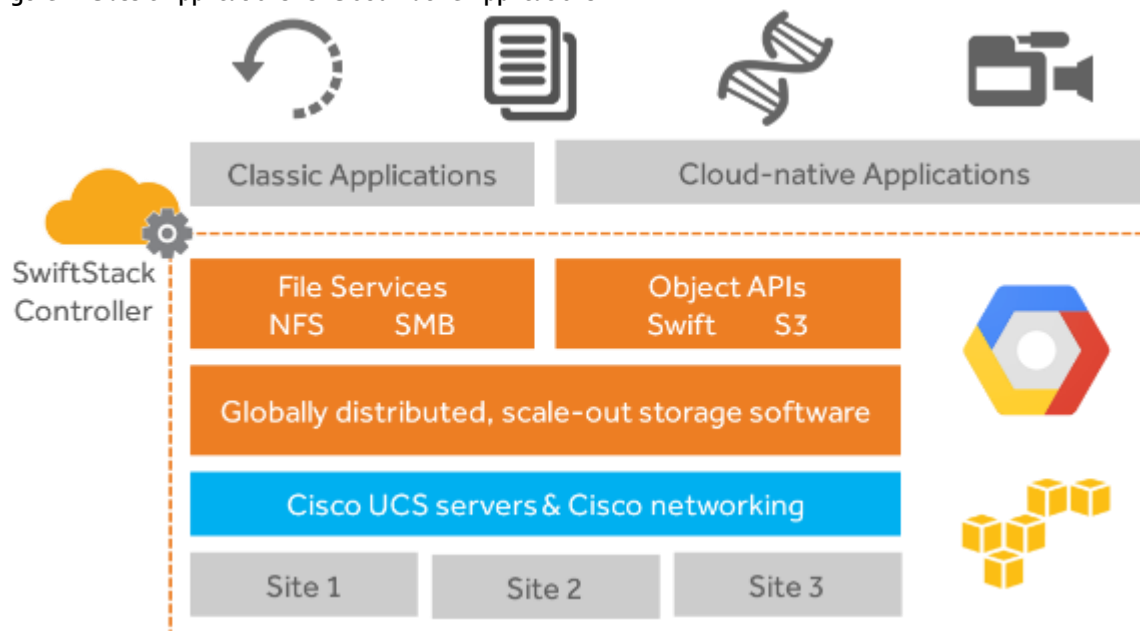 Classic Applications
Cloud-native Applications
SwiftStack
Controller
File Services
NFS SMB
Object APIs
Swift S3
Globally distributed, scale-out storage software
Cisco UCS servers & Cisco networking
Site 1
Site 2
Site 3